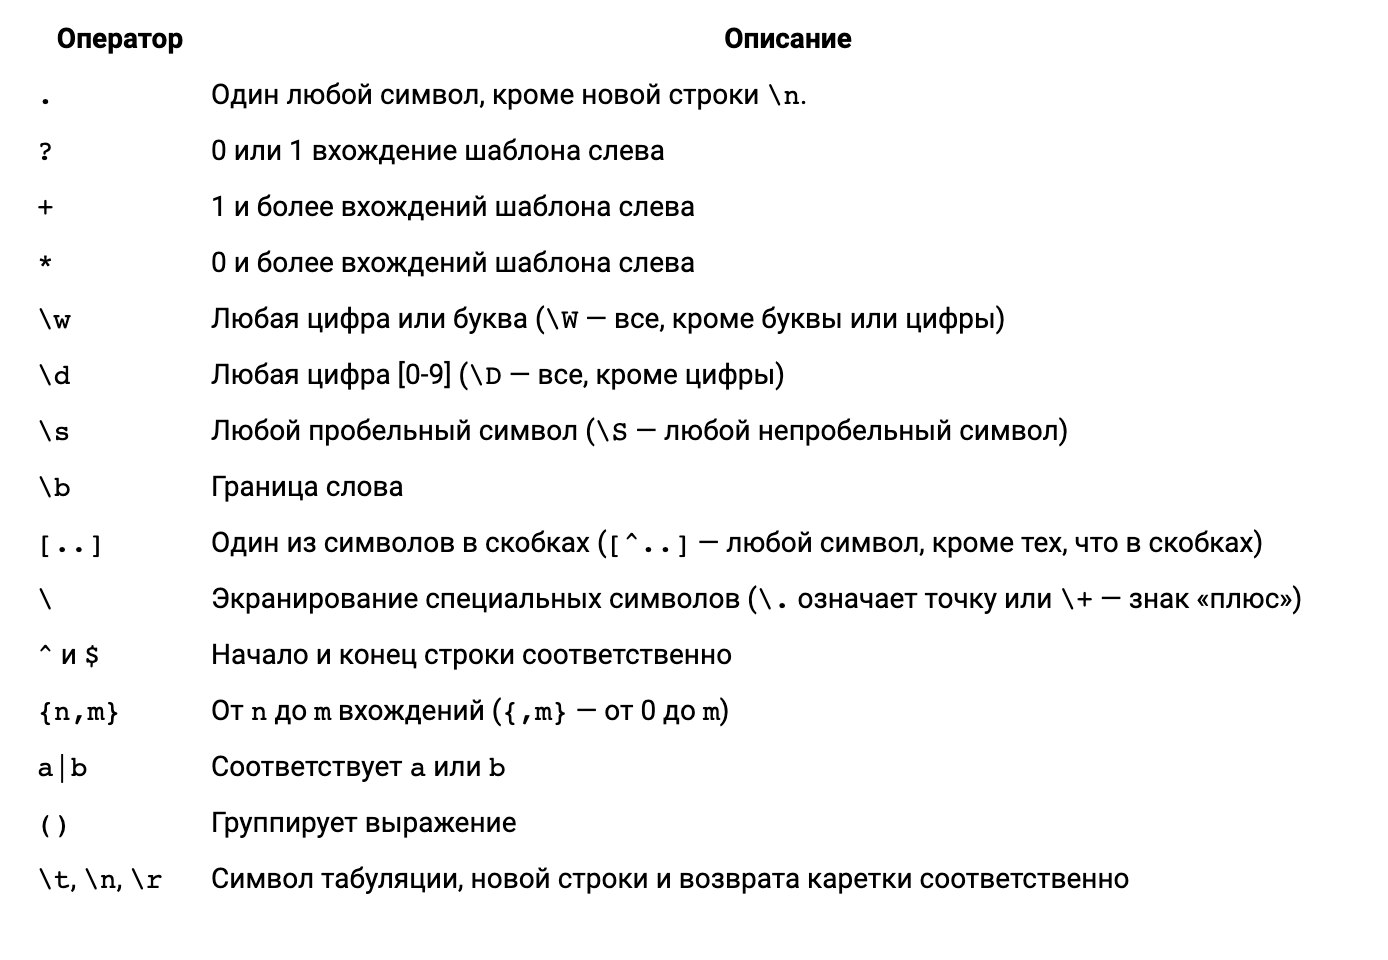 Оператор Описание
. Один любой символ, кроме новой строки \n.
? 0 или 1 вхождение шаблона слева
+ 1 и более вхождений шаблона слева
* 0 и более вхождений шаблона слева
\w Любая цифра или буква (\W — все, кроме буквы или цифры)
\d Любая цифра [0-9] (\D — все, кроме цифры)
\s Любой пробельный символ (\S — любой непробельный символ)
\b Граница слова
[..] Один из символов в скобках ([^..] — любой символ, кроме тех, что в скобках)
\ Экранирование специальных символов (\. означает точку или \+ — знак «плюс»)
^ и $ Начало и конец строки соответственно
{n,m} От n до m вхождений ({,m} — от 0 до m)
a|b Соответствует a или b
() Группирует выражение
\t, \n, \r Символ табуляции, новой строки и возврата каретки соответственно